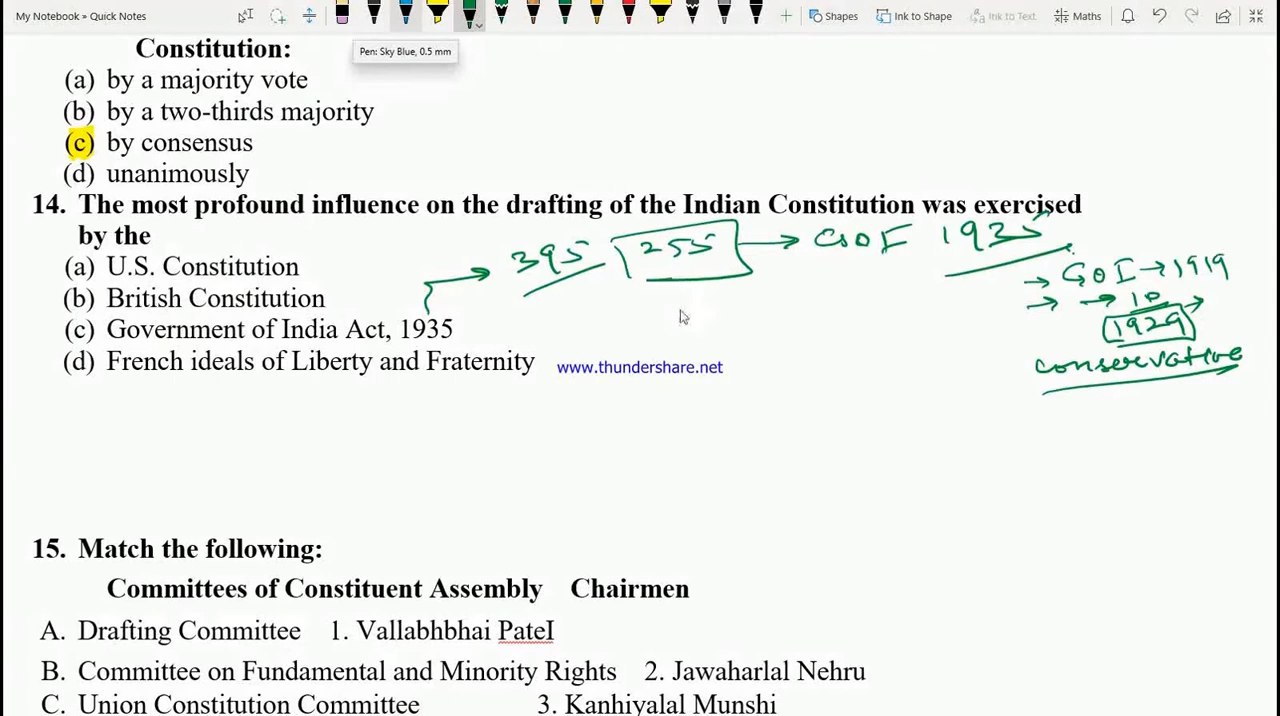 My Notebook » Quick Notes
Shapes
Ink to Shape
Ink to Text
Maths
Pen: Sky Blue, 0.5 mm
Constitution:
(a) by a majority vote
(b) by a two-thirds majority
(c) by consensus
(d) unanimously
14. The most profound influence on the drafting of the Indian Constitution was exercised
by the
395 255 → GOI 1935
(a) U.S. Constitution
→ GOI → 1919
(b) British Constitution
→ → 10 →
(c) Government of India Act, 1935
1929
(d) French ideals of Liberty and Fraternity
www.thundershare.net
conservative
15. Match the following:
Committees of Constituent Assembly Chairmen
A. Drafting Committee 1. Vallabhbhai PateI
B. Committee on Fundamental and Minority Rights 2. Jawaharlal Nehru
C. Union Constitution Committee 3. Kanhiyalal Munshi